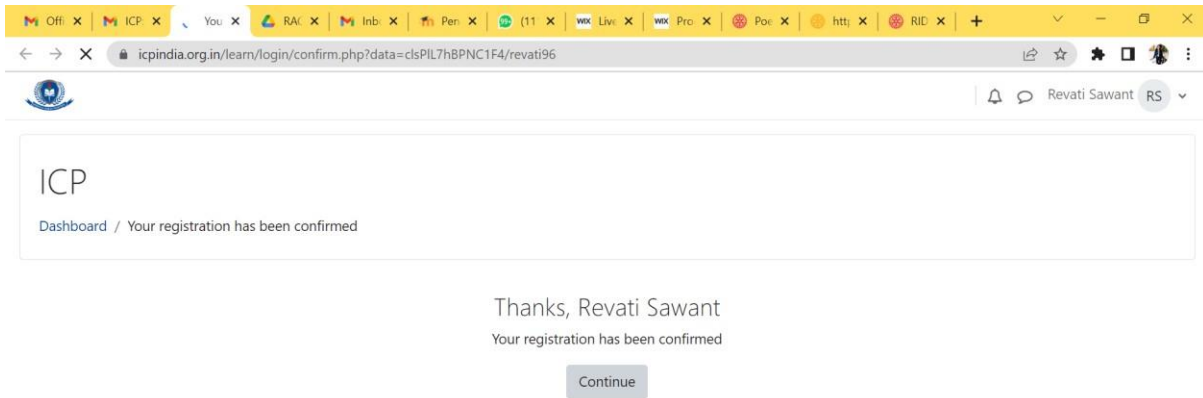 Offi ICP: You RAC Inb Pen (11 WIX Live WIX Pro Poe http RID
icpindia.org.in/learn/login/confirm.php?data=clsPlL7hBPNC1F4/revati96
Revati Sawant RS
ICP
Dashboard / Your registration has been confirmed
Thanks, Revati Sawant
Your registration has been confirmed
Continue